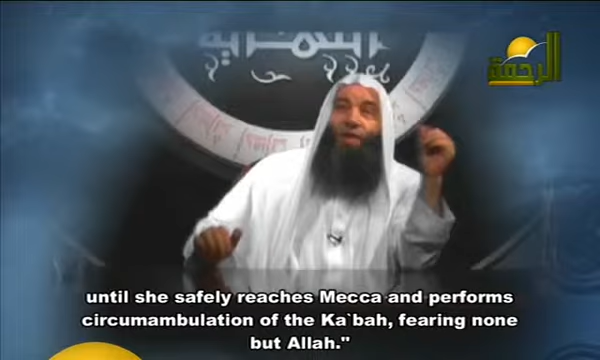 الرحمة
until she safely reaches Mecca and performs
circumambulation of the Ka`bah, fearing none
but Allah."